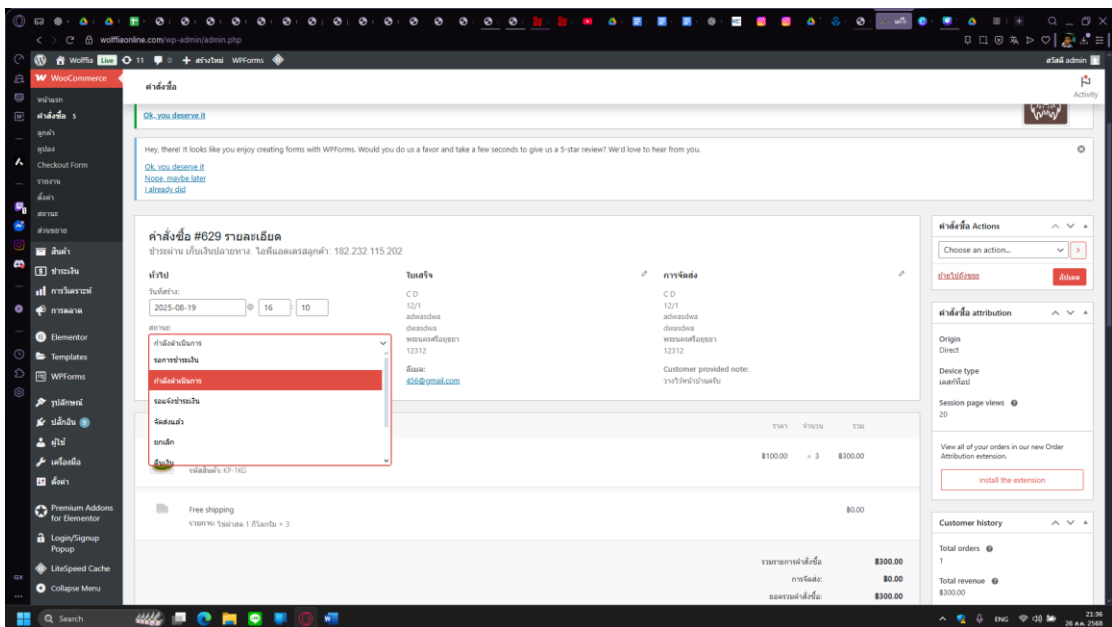 wolffiaonline.com/wp-admin/admin.php
Wolffia Live 11 0 + สร้างใหม่ WPForms
สวัสดี admin
WooCommerce
หน้าแรก
คำสั่งซื้อ 5
ลูกค้า
คูปอง
Checkout Form
รายงาน
ตั้งค่า
สถานะ
ส่วนขยาย
สินค้า
ชำระเงิน
การวิเคราะห์
การตลาด
Elementor
Templates
WPForms
รูปลักษณ์
ปลั๊กอิน 5
ผู้ใช้
เครื่องมือ
ตั้งค่า
Premium Addons
for Elementor
Login/Signup
Popup
LiteSpeed Cache
Collapse Menu
คำสั่งซื้อ
Activity
Ok, you deserve it
Hey, there! It looks like you enjoy creating forms with WPForms. Would you do us a favor and take a few seconds to give us a 5-star review? We'd love to hear from you.
Ok, you deserve it
Nope, maybe later
I already did
คำสั่งซื้อ #629 รายละเอียด
ชำระผ่าน เก็บเงินปลายทาง. ไอพีแอดเดรสลูกค้า: 182.232.115.202
ทั่วไป
วันที่สร้าง:
2025-08-19 @ 16 : 10
สถานะ:
กำลังดำเนินการ
รอการชำระเงิน
กำลังดำเนินการ
รอแจ้งชำระเงิน
จัดส่งแล้ว
ยกเลิก
คืนเงิน
ใบเสร็จ
C D
12/1
adwasdwa
dwasdwa
พระนครศรีอยุธยา
12312
อีเมล:
456@gmail.com
การจัดส่ง
C D
12/1
adwasdwa
dwasdwa
พระนครศรีอยุธยา
12312
Customer provided note:
วางไว้หน้าบ้านครับ
ราคา จำนวน รวม
฿100.00 × 3 ฿300.00
รหัสสินค้า: KP-1KG
Free shipping ฿0.00
รายการ: ไข่ผำสด 1 กิโลกรัม × 3
รวมรายการคำสั่งซื้อ ฿300.00
การจัดส่ง: ฿0.00
ยอดรวมคำสั่งซื้อ: ฿300.00
คำสั่งซื้อ Actions
Choose an action...
ย้ายไปถังขยะ อัปเดต
คำสั่งซื้อ attribution
Origin
Direct
Device type
เดสก์ท็อป
Session page views
20
View all of your orders in our new Order
Attribution extension.
Install the extension
Customer history
Total orders
1
Total revenue
฿300.00
GX
Search
ENG
21:36
26 ส.ค. 2568